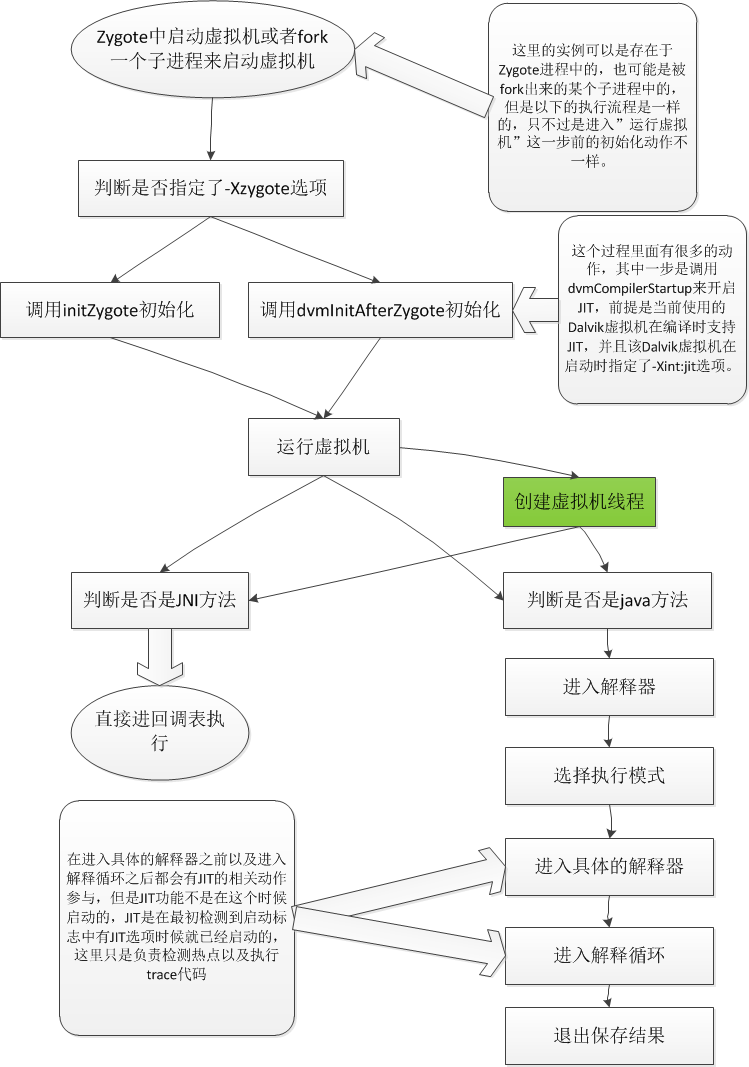 Zygote中启动虚拟机或者fork
一个子进程来启动虚拟机
这里的实例可以是存在于
Zygote进程中的，也可能是被
fork出来的某个子进程中的，
但是以下的执行流程是一样
的，只不过是进入”运行虚拟
机”这一步前的初始化动作不
一样。
判断是否指定了-Xzygote选项
这个过程里面有很多的动
作，其中一步是调用
dvmCompilerStartup来开启
JIT，前提是当前使用的
Dalvik虚拟机在编译时支持
JIT，并且该Dalvik虚拟机在
启动时指定了-Xint:jit选项。
调用initZygote初始化
调用dvmInitAfterZygote初始化
运行虚拟机
创建虚拟机线程
判断是否是JNI方法
判断是否是java方法
直接进回调表执
行
进入解释器
选择执行模式
在进入具体的解释器之前以及进入
解释循环之后都会有JIT的相关动作
参与，但是JIT功能不是在这个时候
启动的，JIT是在最初检测到启动标
志中有JIT选项时候就已经启动的，
这里只是负责检测热点以及执行
trace代码
进入具体的解释器
进入解释循环
退出保存结果